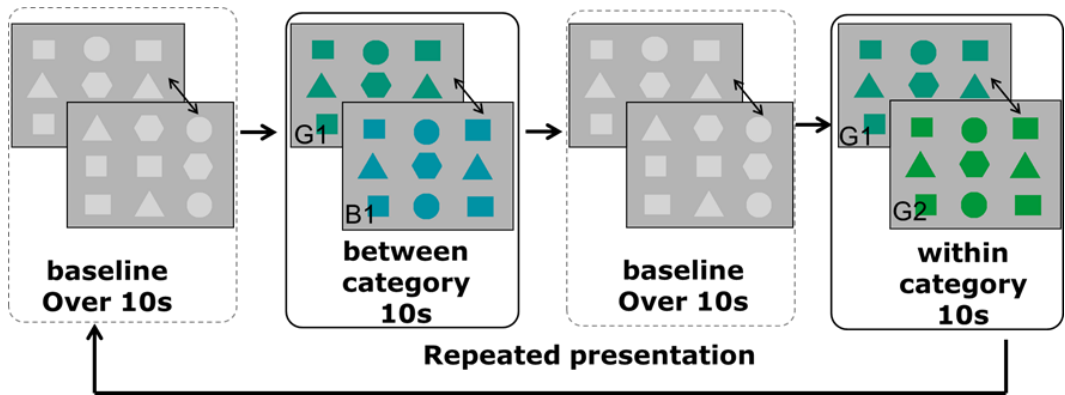 G1
B1
G1
G2
baseline
Over 10s
between
category
10s
baseline
Over 10s
within
category
10s
Repeated presentation